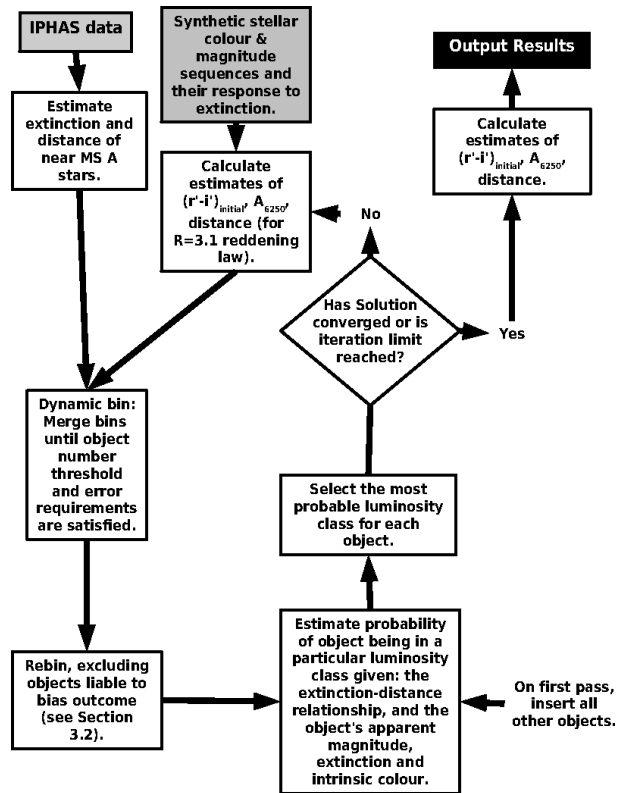 IPHAS data
Synthetic stellar
colour &
magnitude
sequences and
their response to
extinction.
Output Results
Estimate
extinction and
distance of
near MS A
stars.
Calculate
estimates of
(r'-i')initial, A6250,
distance (for
R=3.1 reddening
law).
Calculate
estimates of
(r'-i')initial, A6250,
distance.
No
Has Solution
converged or is
iteration limit
reached?
Yes
Dynamic bin:
Merge bins
until object
number
threshold
and error
requirements
are satisfied.
Select the most
probable luminosity
class for each
object.
Rebin, excluding
objects liable to
bias outcome
(see Section
3.2).
Estimate probability
of object being in a
particular luminosity
class given: the
extinction-distance
relationship, and the
object's apparent
magnitude,
extinction and
intrinsic colour.
On first pass,
insert all
other objects.